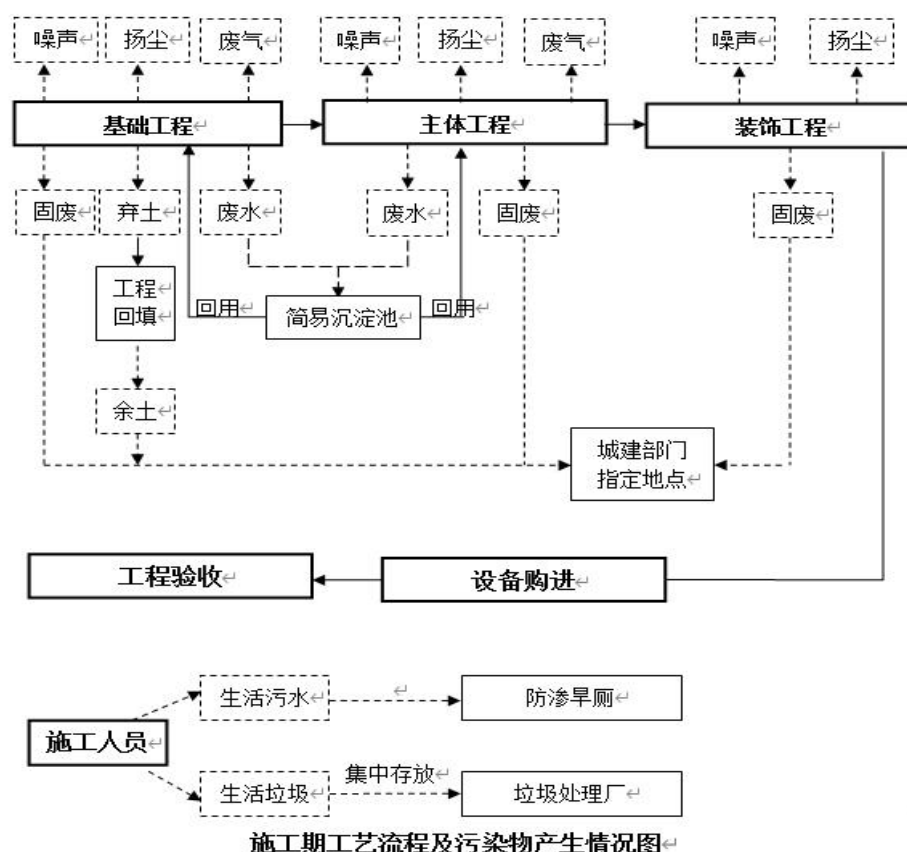 噪声
扬尘
废气
噪声
扬尘
废气
噪声
扬尘
基础工程
主体工程
装饰工程
固废
弃土
废水
废水
固废
固废
工程
回填
回用
简易沉淀池
回用
余土
城建部门
指定地点
工程验收
设备购进
生活污水
防渗旱厕
施工人员
集中存放
生活垃圾
垃圾处理厂
施工期工艺流程及污染物产生情况图